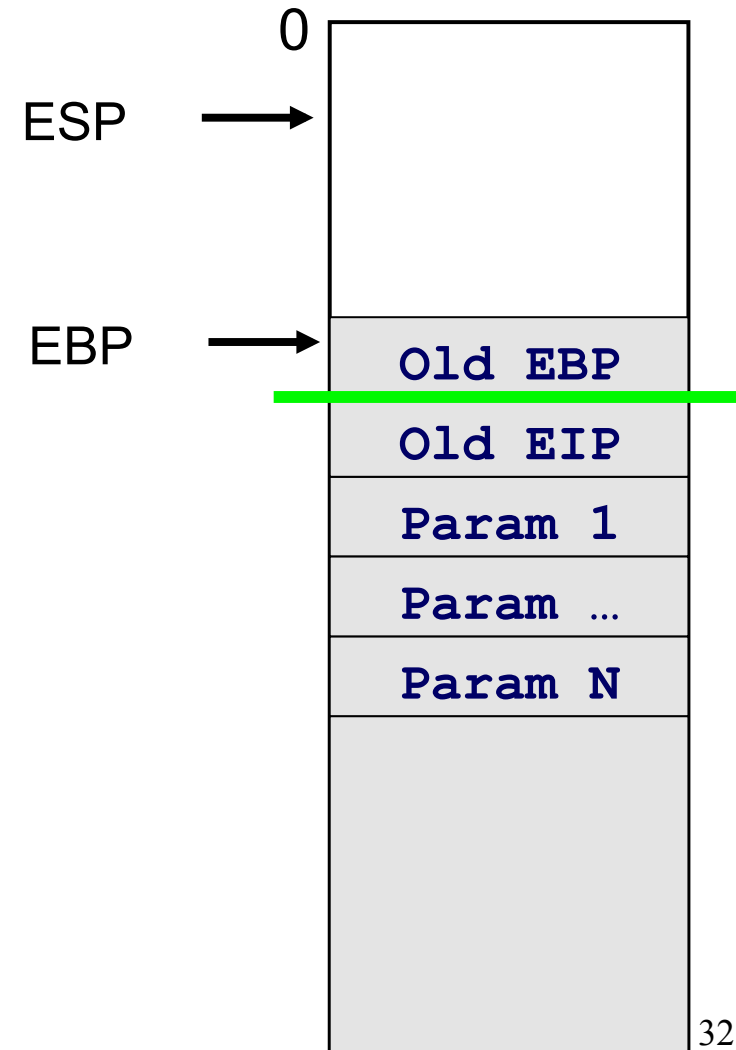 0
ESP
EBP
Old EBP
Old EIP
Param 1
Param …
Param N
32